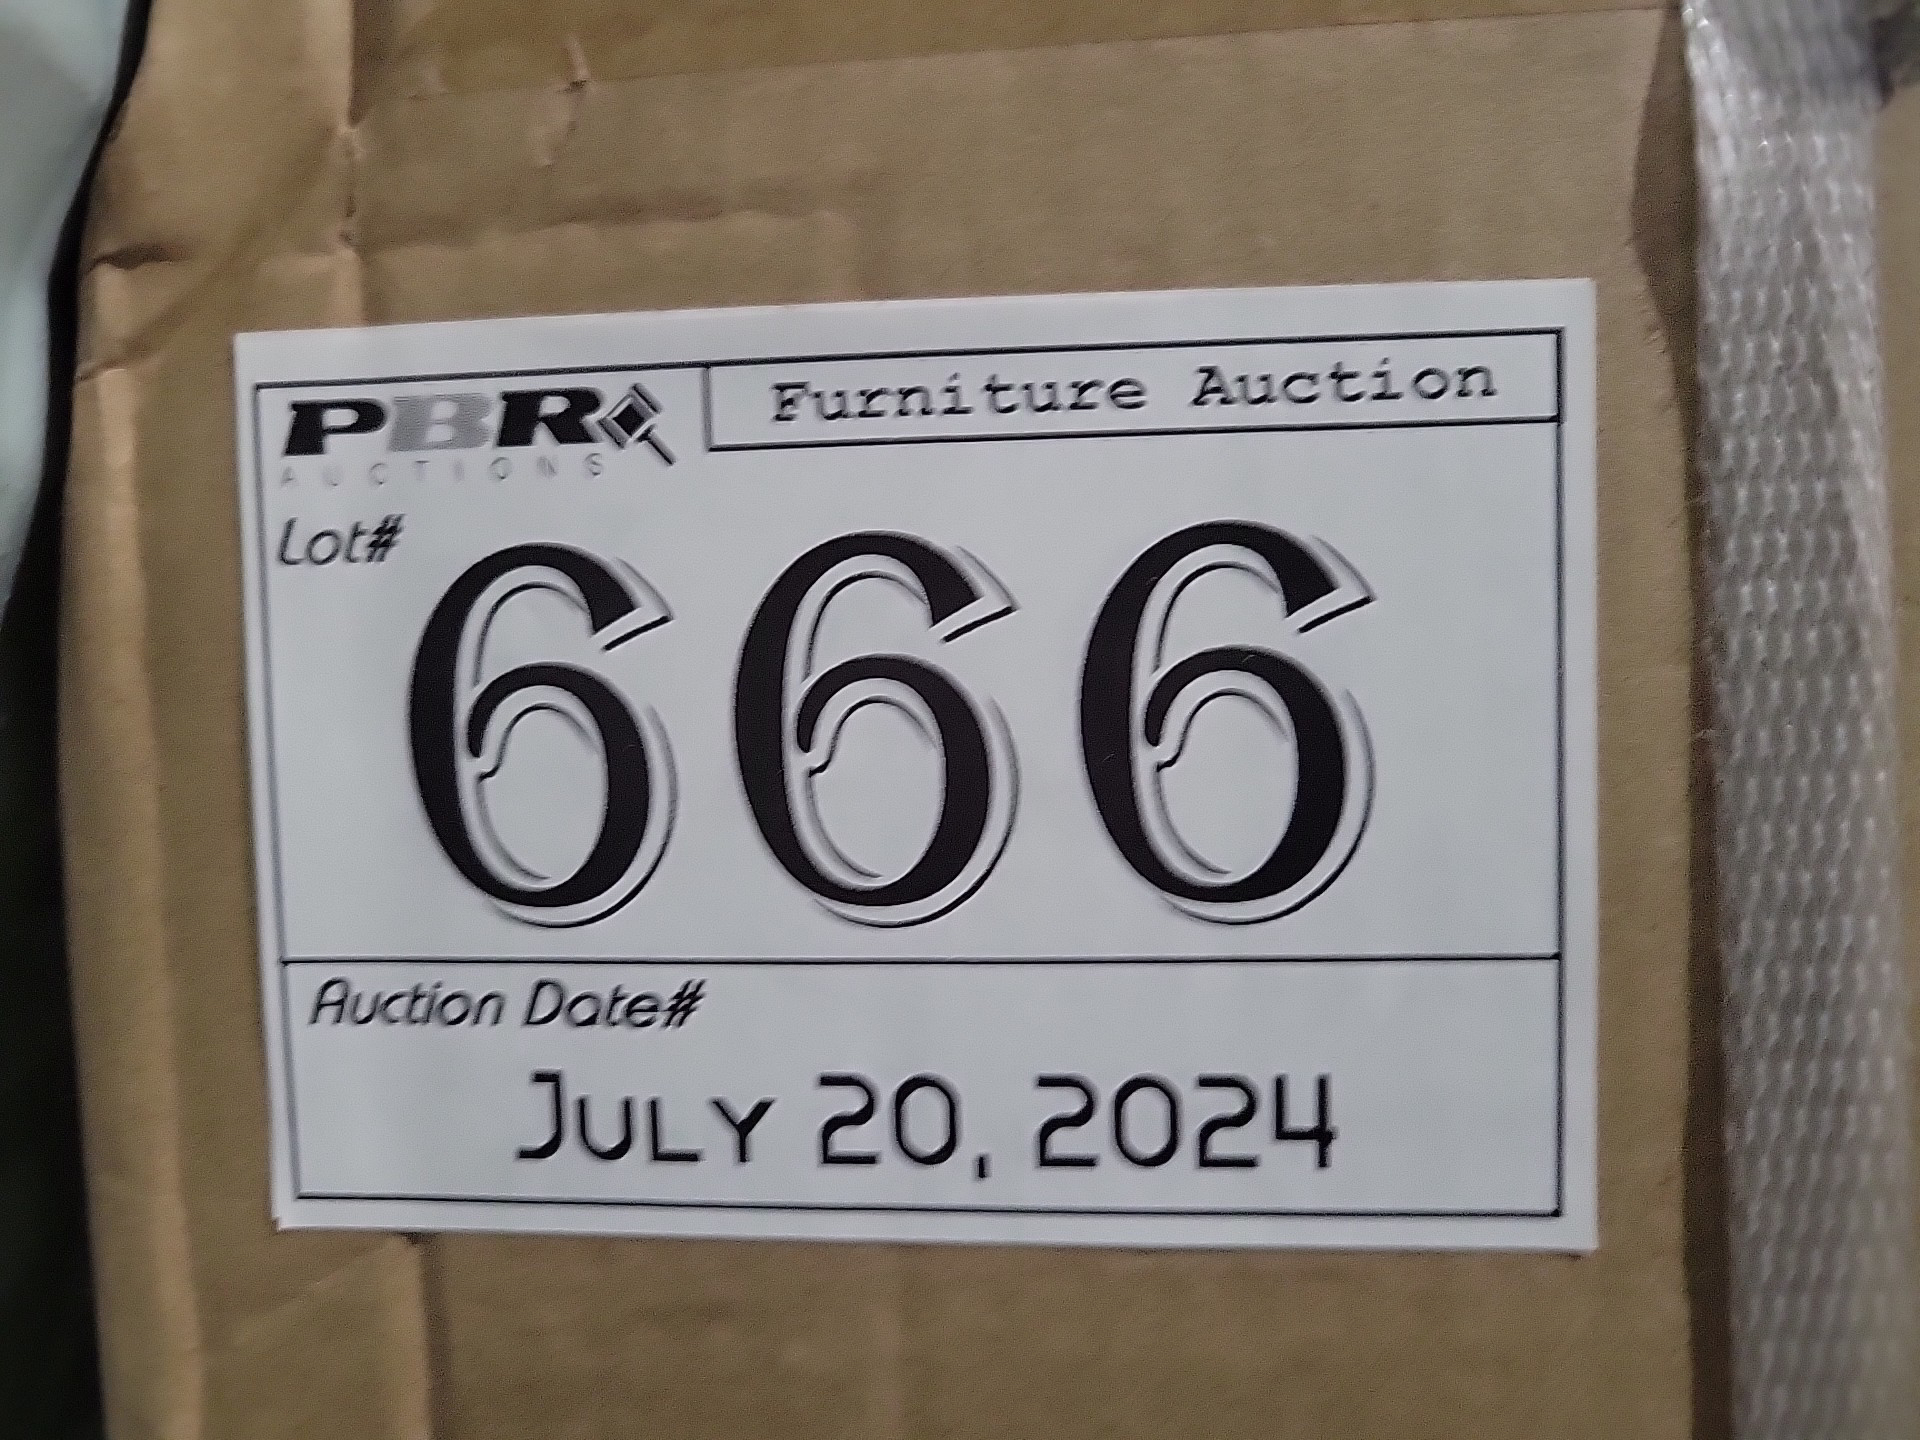 PBR
AUCTIONS
Furniture Auction
Lot#
666
Auction Date#
JULY 20, 2024